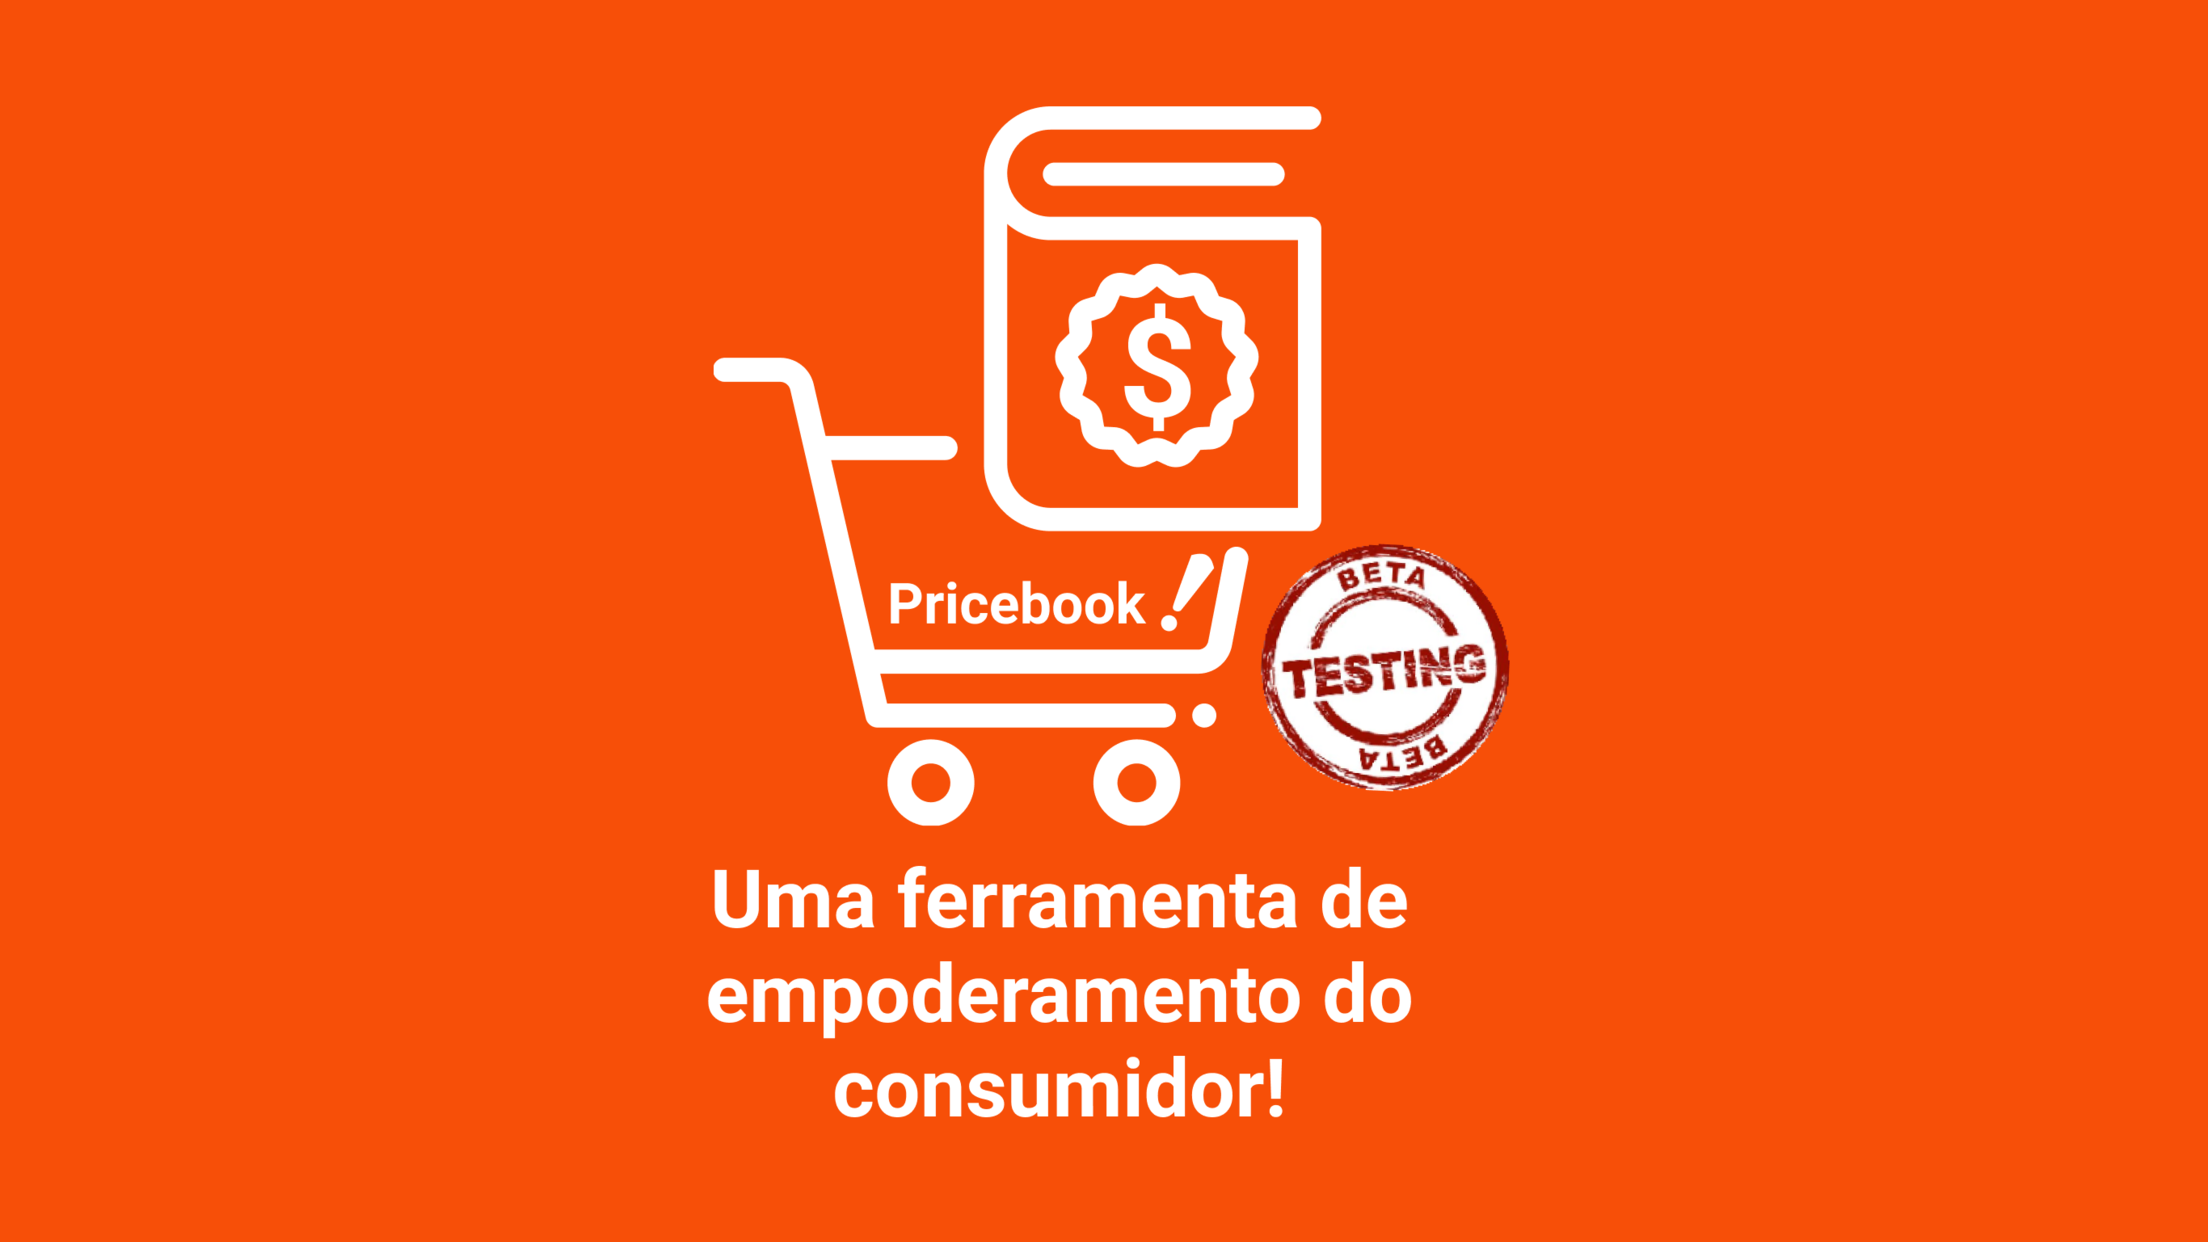 $
Pricebook !
BETA
TESTING
BETA
Uma ferramenta de
empoderamento do
consumidor!